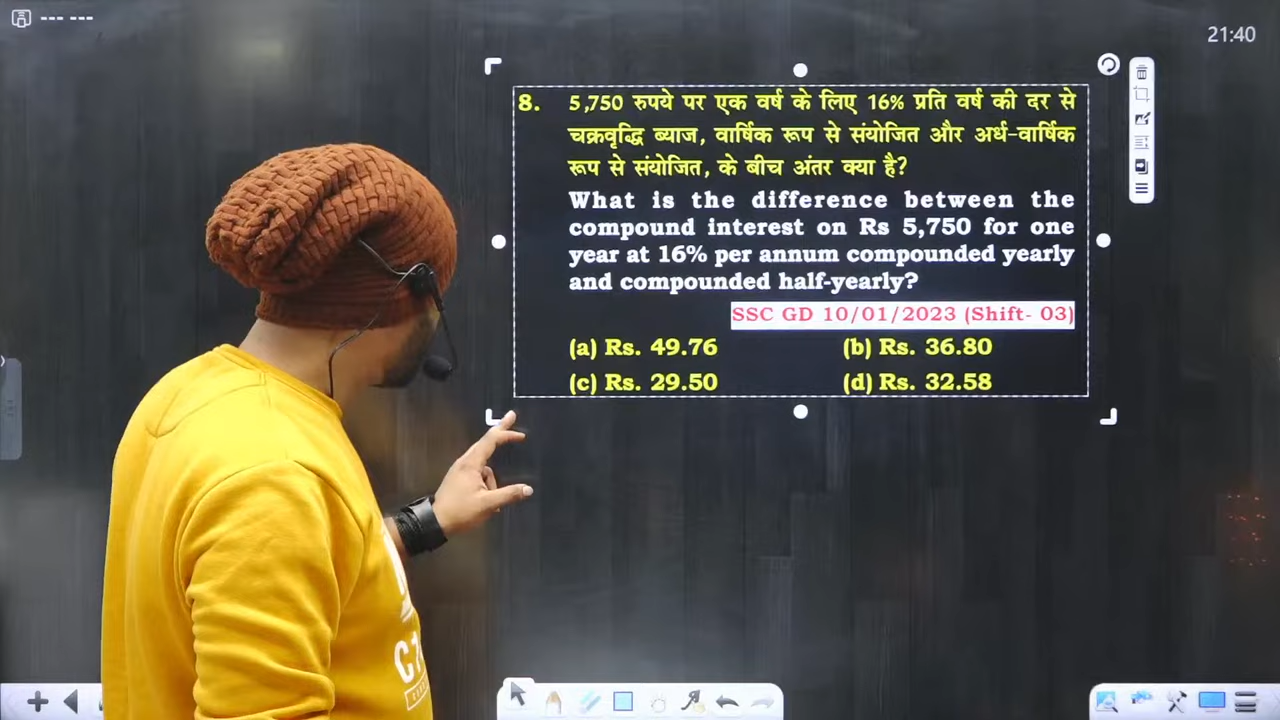 21:40
8. 5,750 रुपये पर एक वर्ष के लिए 16% प्रति वर्ष की दर से
चक्रवृद्धि ब्याज, वार्षिक रूप से संयोजित और अर्ध-वार्षिक
रूप से संयोजित, के बीच अंतर क्या है?
What is the difference between the
compound interest on Rs 5,750 for one
year at 16% per annum compounded yearly
and compounded half-yearly?
SSC GD 10/01/2023 (Shift- 03)
(a) Rs. 49.76 (b) Rs. 36.80
(c) Rs. 29.50 (d) Rs. 32.58